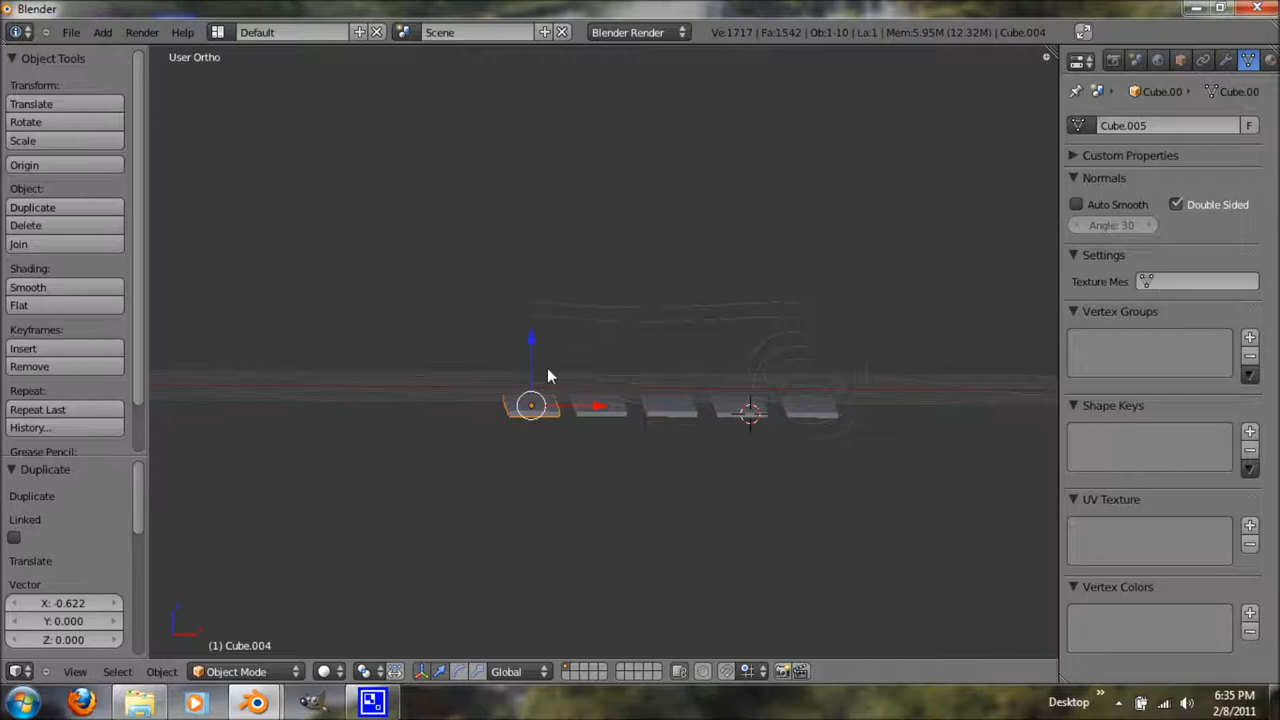 Blender
File Add Render Help Default Scene Blender Render Ve:1717 | Fa:1542 | Ob:1-10 | La:1 | Mem:5.95M (12.32M) | Cube.004
Object Tools
User Ortho
Transform:
Translate
Rotate
Scale
Origin
Object:
Duplicate
Delete
Join
Shading:
Smooth
Flat
Keyframes:
Insert
Remove
Repeat:
Repeat Last
History...
Grease Pencil:
Duplicate
Duplicate
Linked
Translate
Vector
X: -0.622
Y: 0.000
Z: 0.000
(1) Cube.004
View Select Object Object Mode Global
Cube.00 Cube.00
Cube.005 F
Custom Properties
Normals
Auto Smooth Double Sided
Angle: 30
Settings
Texture Mes
Vertex Groups
Shape Keys
UV Texture
Vertex Colors
Desktop
6:35 PM
2/8/2011